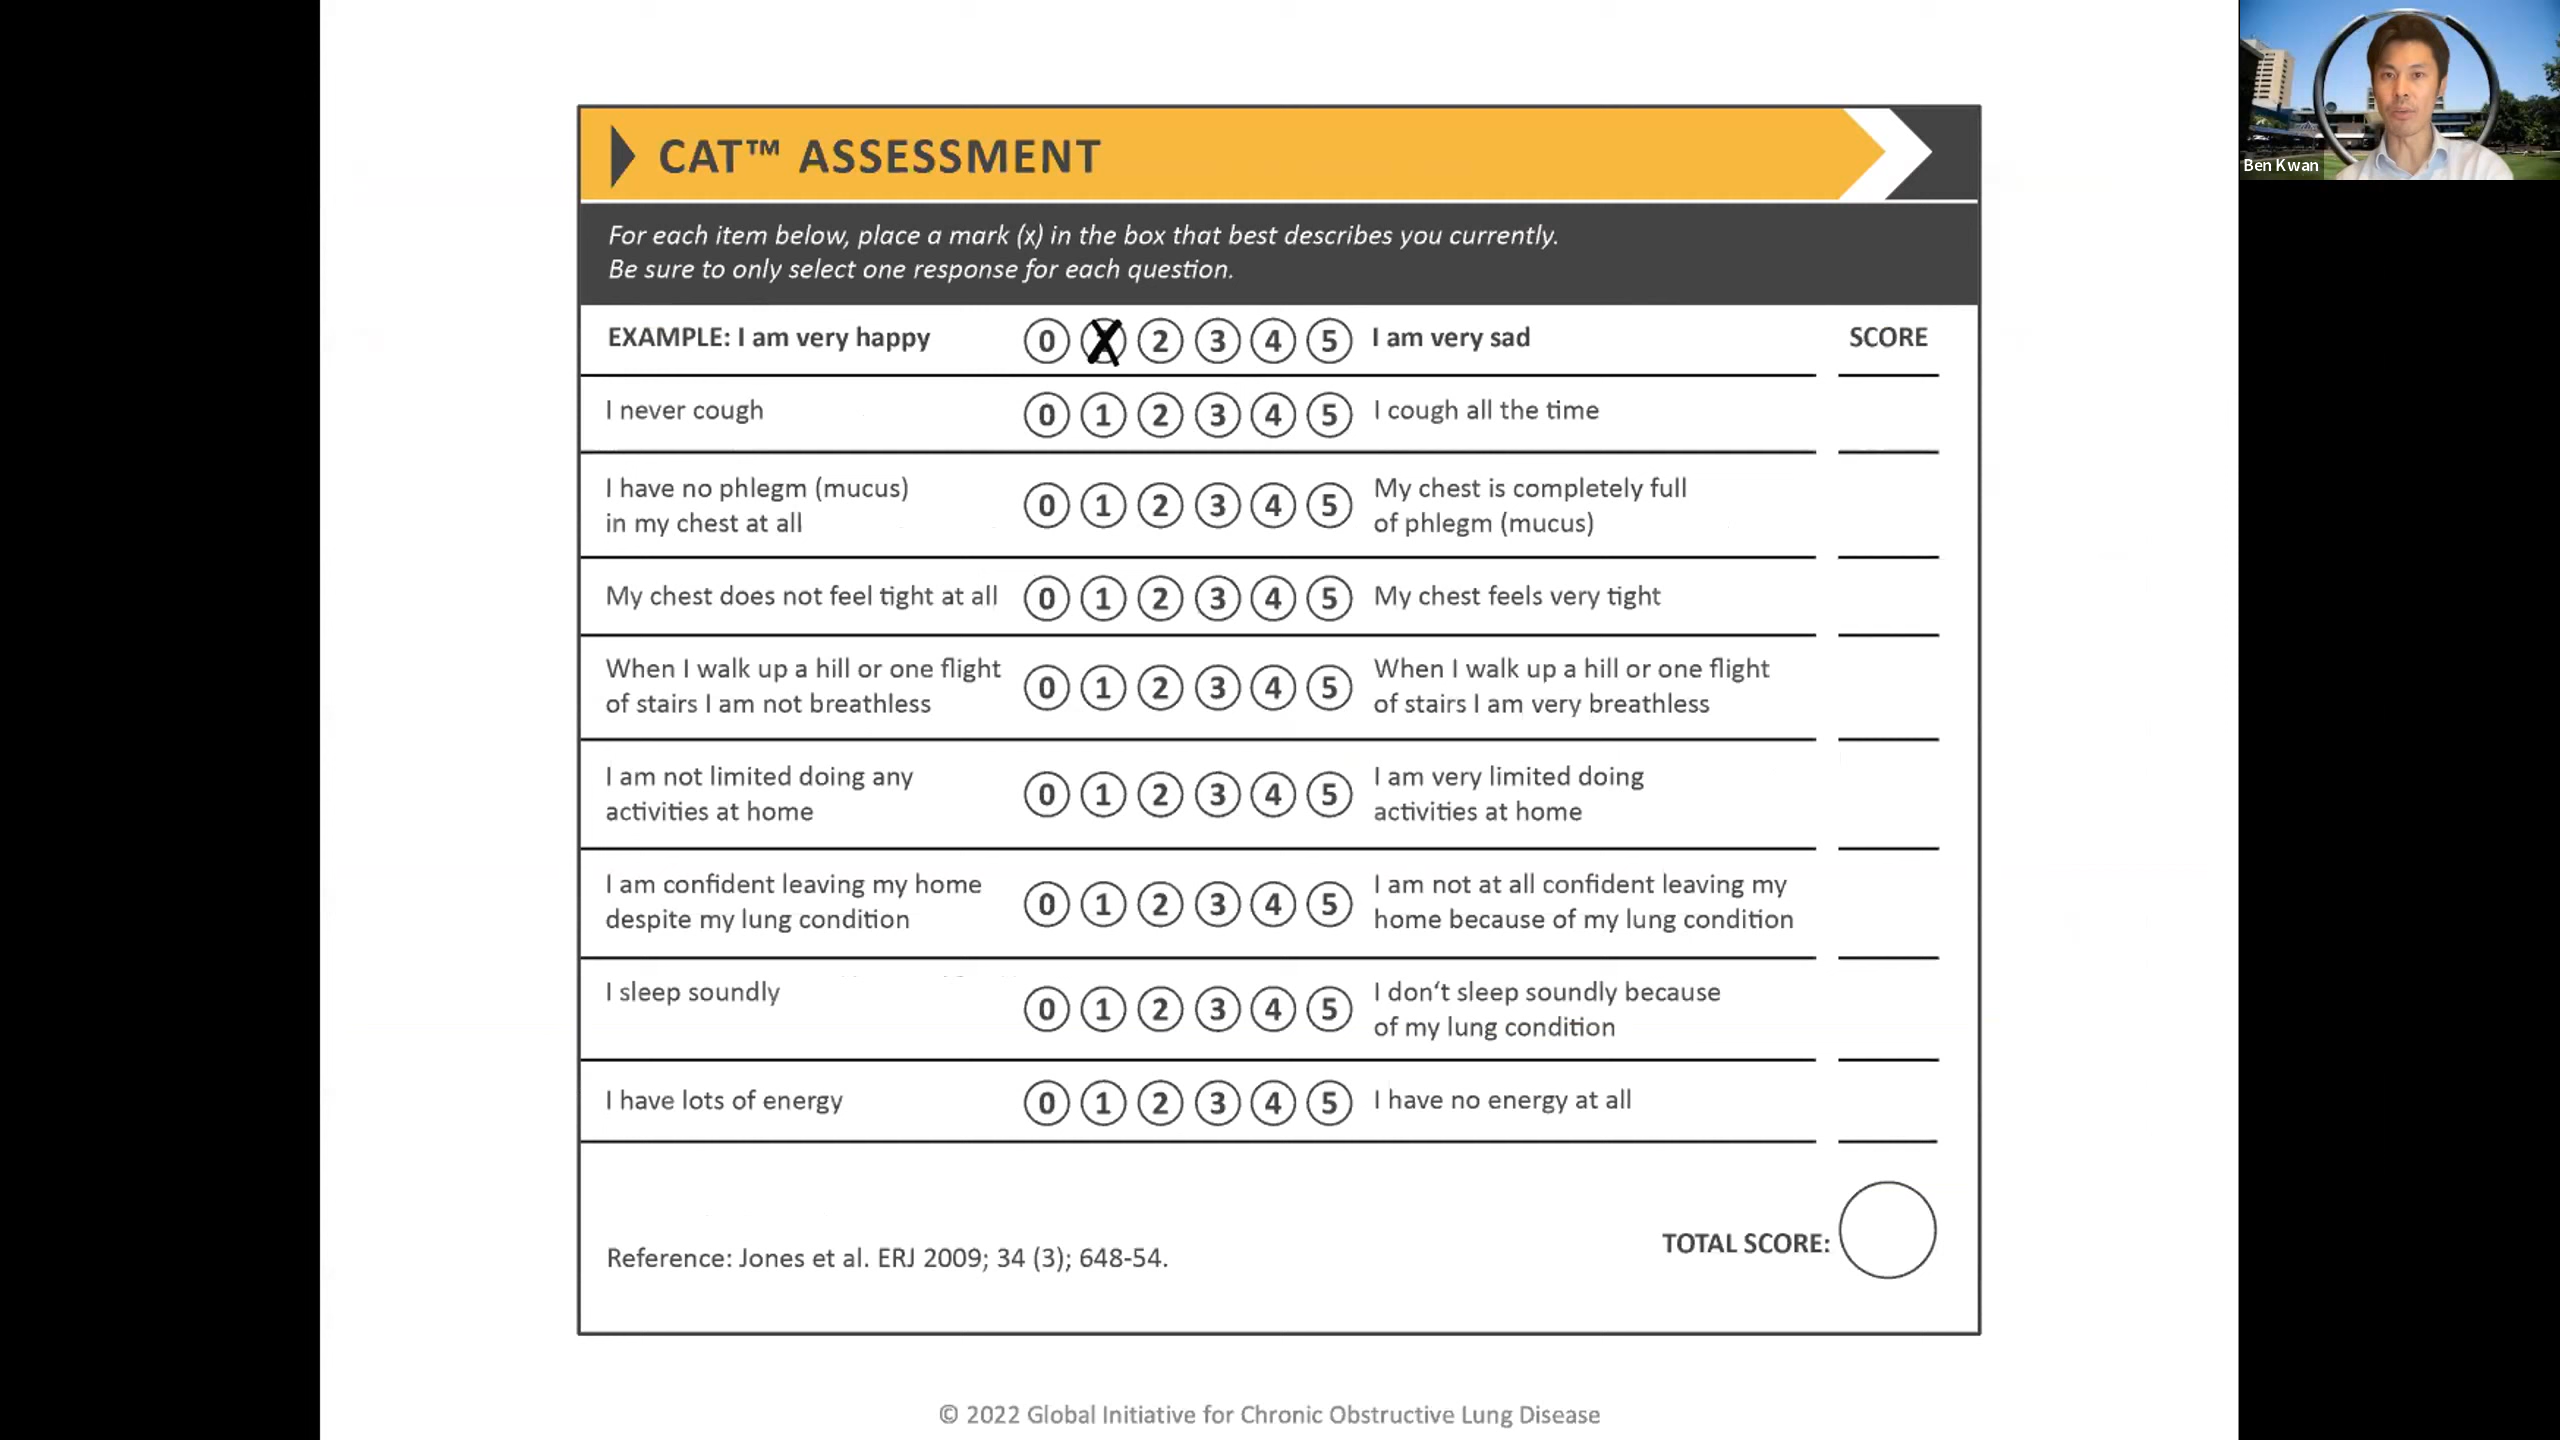 CAT™ ASSESSMENT
For each item below, place a mark (x) in the box that best describes you currently.
Be sure to only select one response for each question.
EXAMPLE: I am very happy 0 X 2 3 4 5 I am very sad SCORE
I never cough 0 1 2 3 4 5 I cough all the time
I have no phlegm (mucus)
in my chest at all
0 1 2 3 4 5
My chest is completely full
of phlegm (mucus)
My chest does not feel tight at all 0 1 2 3 4 5 My chest feels very tight
When I walk up a hill or one flight
of stairs I am not breathless
0 1 2 3 4 5
When I walk up a hill or one flight
of stairs I am very breathless
I am not limited doing any
activities at home
0 1 2 3 4 5
I am very limited doing
activities at home
I am confident leaving my home
despite my lung condition
0 1 2 3 4 5
I am not at all confident leaving my
home because of my lung condition
I sleep soundly
0 1 2 3 4 5
I don‘t sleep soundly because
of my lung condition
I have lots of energy 0 1 2 3 4 5 I have no energy at all
TOTAL SCORE:
Reference: Jones et al. ERJ 2009; 34 (3); 648-54.
© 2022 Global Initiative for Chronic Obstructive Lung Disease
Ben Kwan